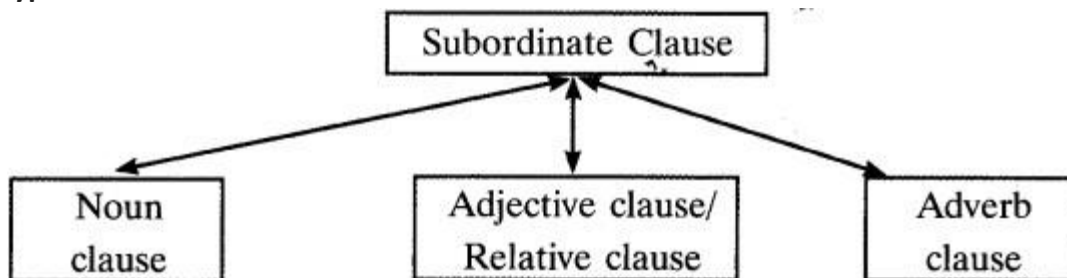 Subordinate Clause
Noun
clause
Adjective clause/
Relative clause
Adverb
clause